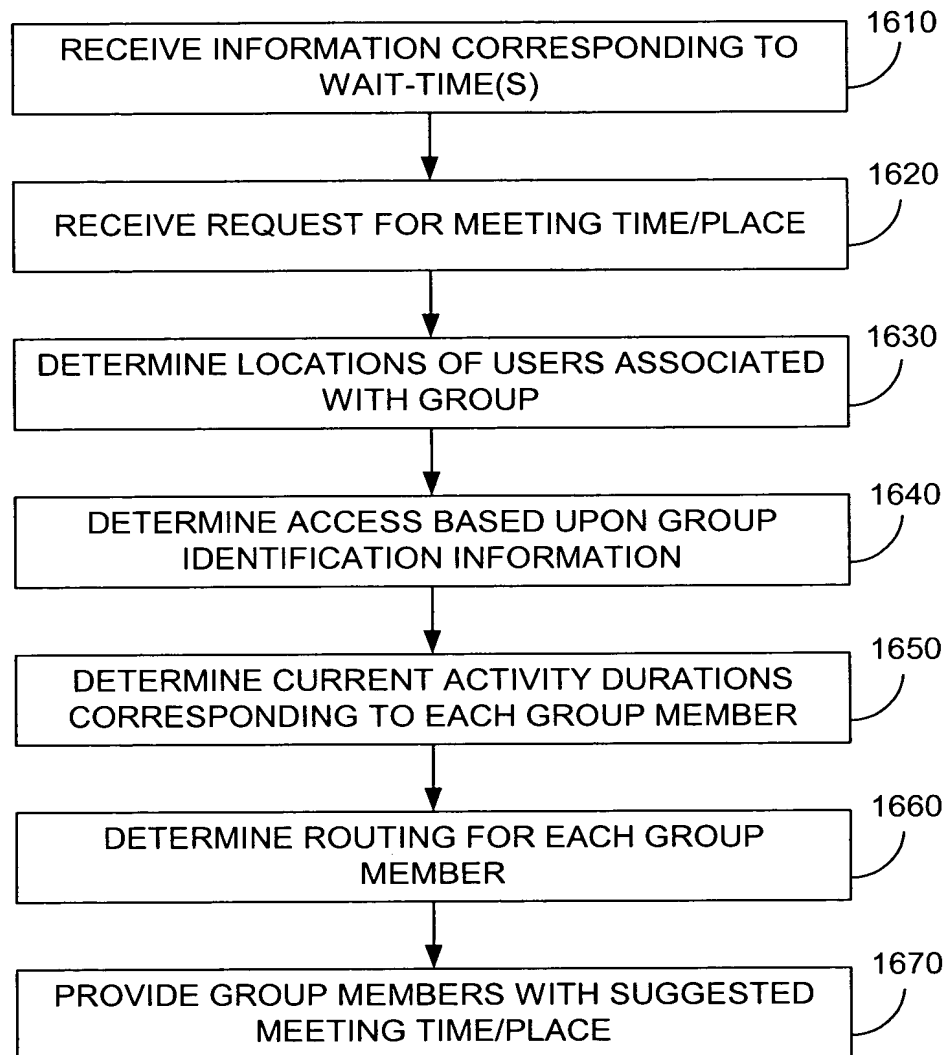 1610
RECEIVE INFORMATION CORRESPONDING TO
WAIT-TIME(S)
1620
RECEIVE REQUEST FOR MEETING TIME/PLACE
1630
DETERMINE LOCATIONS OF USERS ASSOCIATED
WITH GROUP
1640
DETERMINE ACCESS BASED UPON GROUP
IDENTIFICATION INFORMATION
1650
DETERMINE CURRENT ACTIVITY DURATIONS
CORRESPONDING TO EACH GROUP MEMBER
1660
DETERMINE ROUTING FOR EACH GROUP
MEMBER
1670
PROVIDE GROUP MEMBERS WITH SUGGESTED
MEETING TIME/PLACE